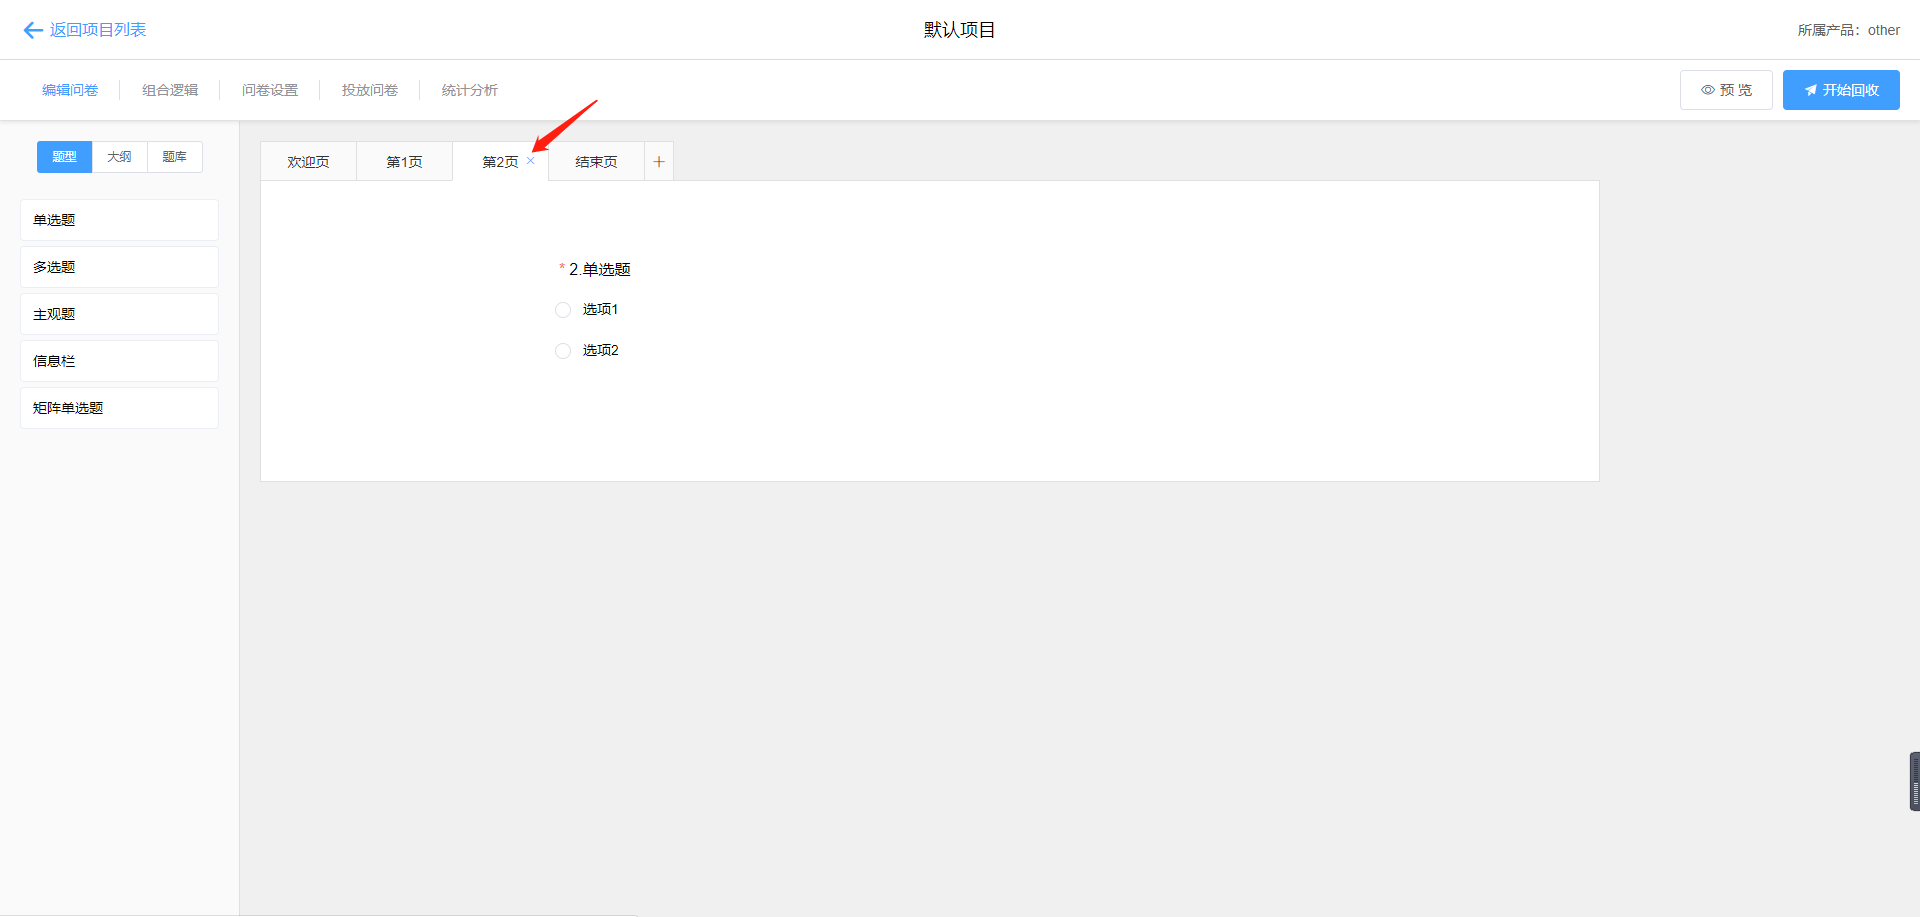 返回项目列表
默认项目
所属产品：other
编辑问卷
组合逻辑
问卷设置
投放问卷
统计分析
预 览
开始回收
题型
大纲
题库
欢迎页
第1页
第2页
结束页
单选题
多选题
主观题
信息栏
矩阵单选题
* 2.单选题
选项1
选项2